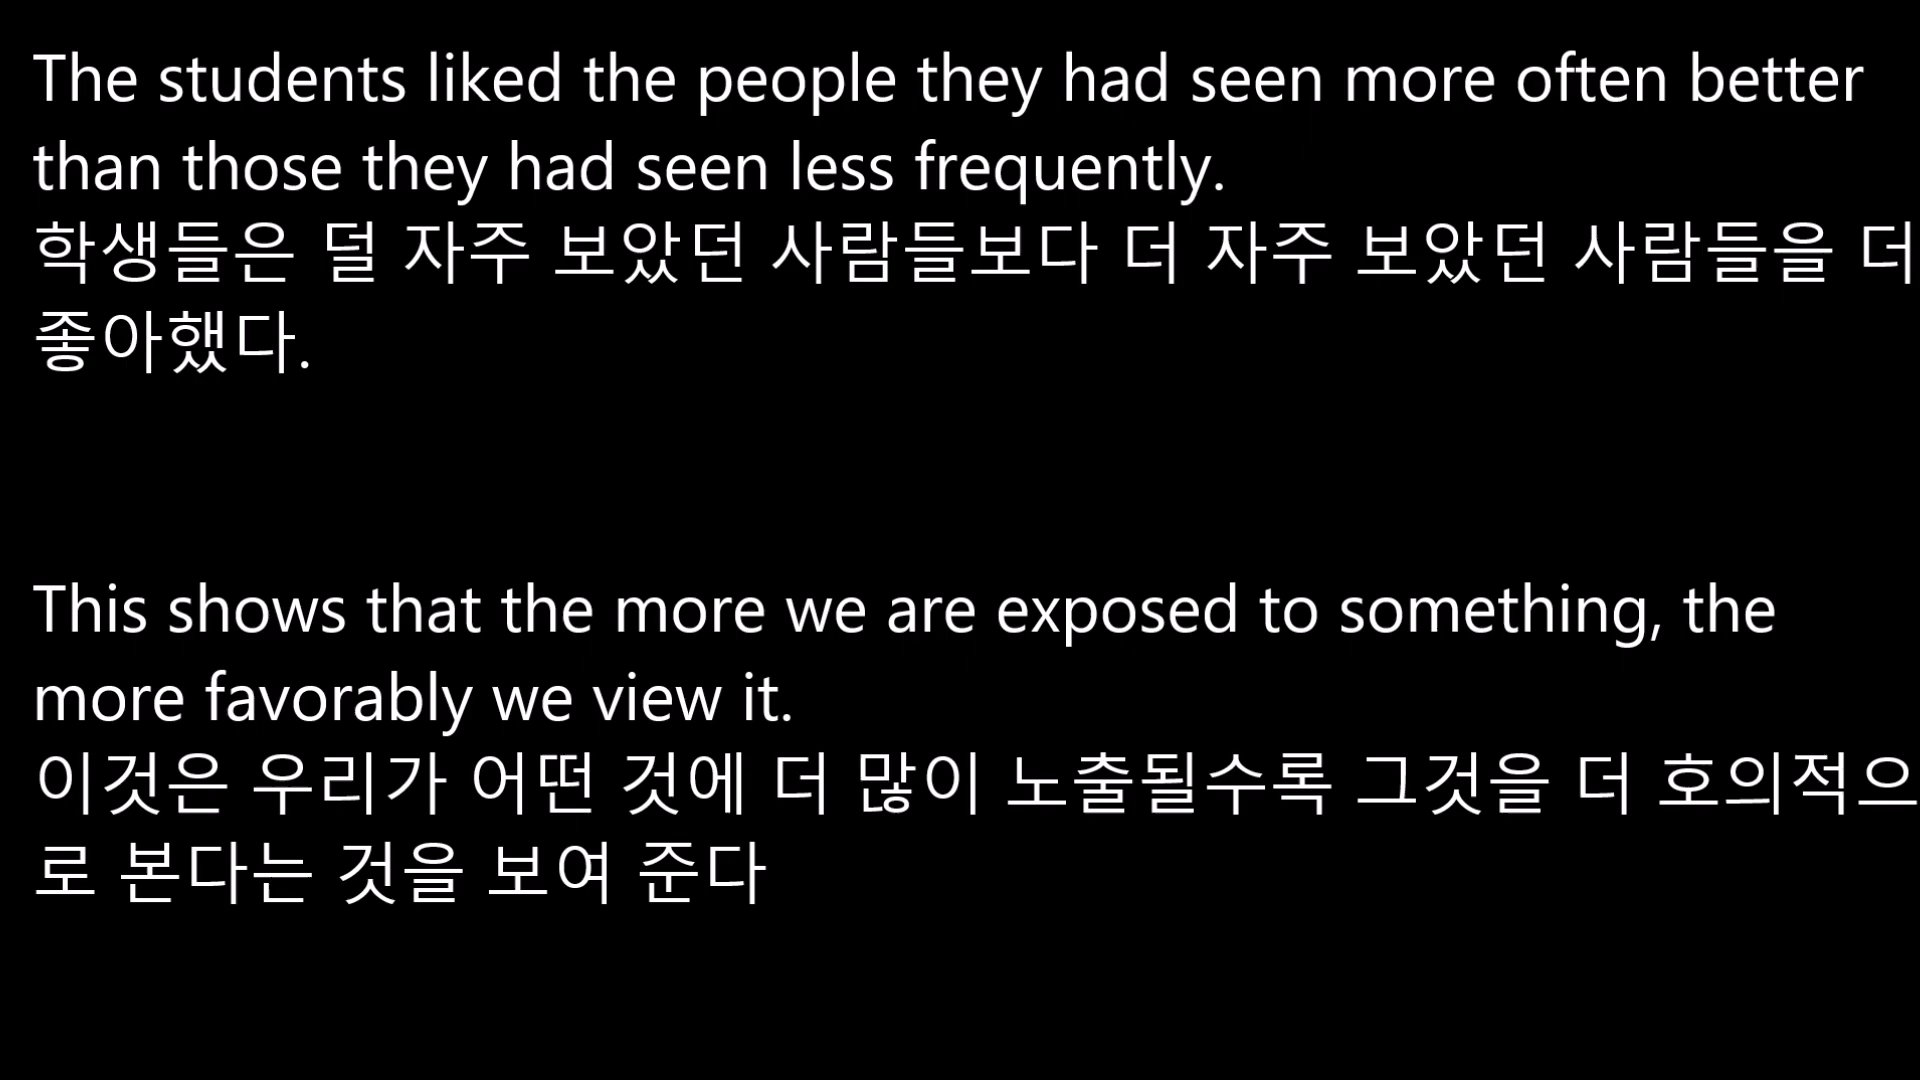 The students liked the people they had seen more often better
than those they had seen less frequently.
학생들은 덜 자주 보았던 사람들보다 더 자주 보았던 사람들을 더
좋아했다.
This shows that the more we are exposed to something, the
more favorably we view it.
이것은 우리가 어떤 것에 더 많이 노출될수록 그것을 더 호의적으
로 본다는 것을 보여 준다